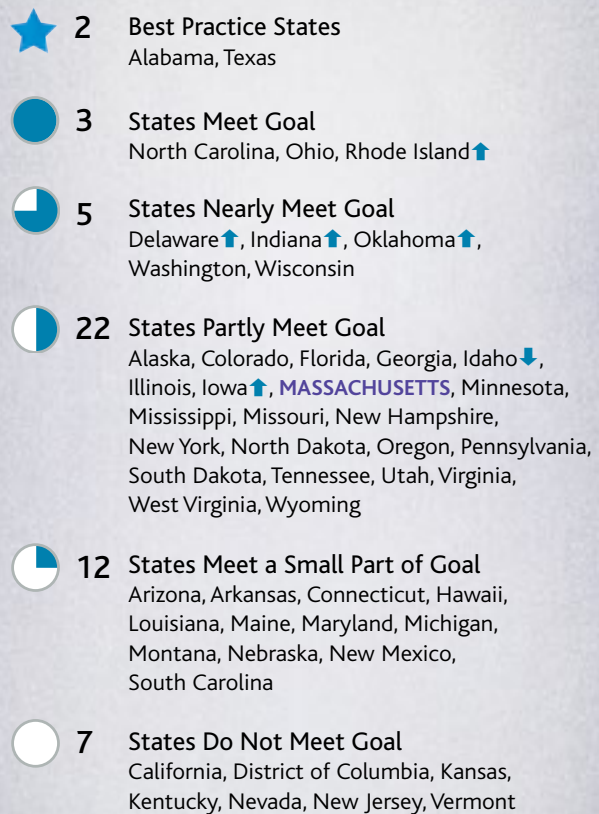 2 Best Practice States
Alabama, Texas
3 States Meet Goal
North Carolina, Ohio, Rhode Island⬆
5 States Nearly Meet Goal
Delaware⬆, Indiana⬆, Oklahoma⬆,
Washington, Wisconsin
22 States Partly Meet Goal
Alaska, Colorado, Florida, Georgia, Idaho⬇,
Illinois, Iowa⬆, MASSACHUSETTS, Minnesota,
Mississippi, Missouri, New Hampshire,
New York, North Dakota, Oregon, Pennsylvania,
South Dakota, Tennessee, Utah, Virginia,
West Virginia, Wyoming
12 States Meet a Small Part of Goal
Arizona, Arkansas, Connecticut, Hawaii,
Louisiana, Maine, Maryland, Michigan,
Montana, Nebraska, New Mexico,
South Carolina
7 States Do Not Meet Goal
California, District of Columbia, Kansas,
Kentucky, Nevada, New Jersey, Vermont